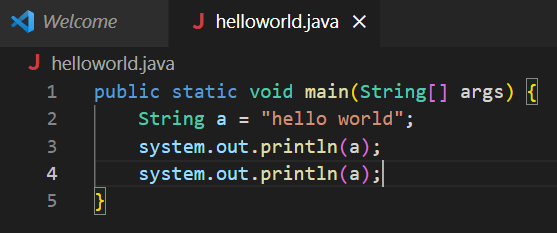 Welcome helloworld.java
helloworld.java
1 public static void main(String[] args) {
2 String a = "hello world";
3 system.out.println(a);
4 system.out.println(a);
5 }